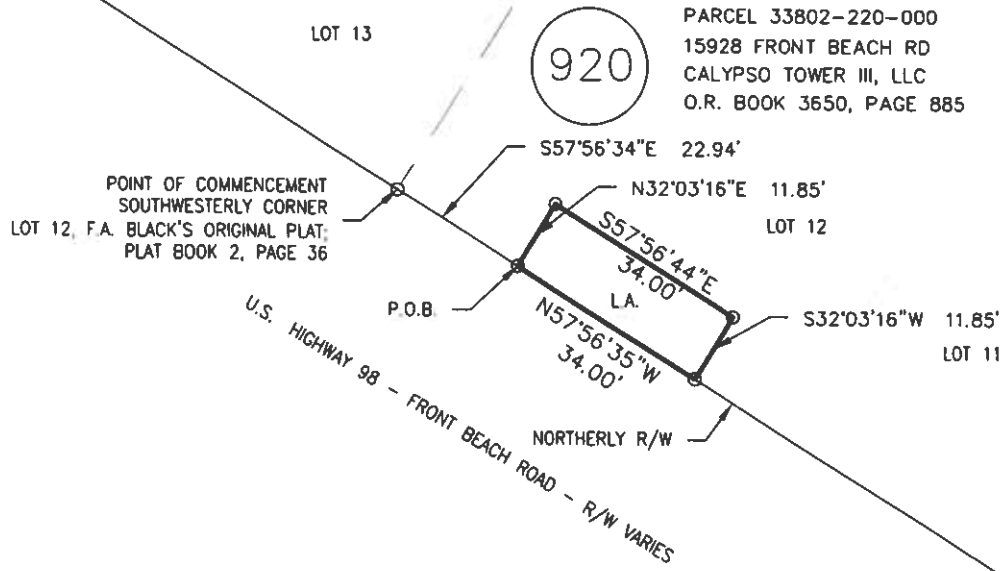 LOT 13
920
PARCEL 33802-220-000
15928 FRONT BEACH RD
CALYPSO TOWER III, LLC
O.R. BOOK 3650, PAGE 885
S57°56'34"E 22.94'
N32°03'16"E 11.85'
POINT OF COMMENCEMENT
SOUTHWESTERLY CORNER
LOT 12, F.A. BLACK'S ORIGINAL PLAT;
PLAT BOOK 2, PAGE 36
LOT 12
S57°56'44"E
34.00'
L.A.
P.O.B.
N57°56'35"W
34.00'
S32°03'16"W 11.85'
LOT 11
U.S. HIGHWAY 98 - FRONT BEACH ROAD - R/W VARIES
NORTHERLY R/W